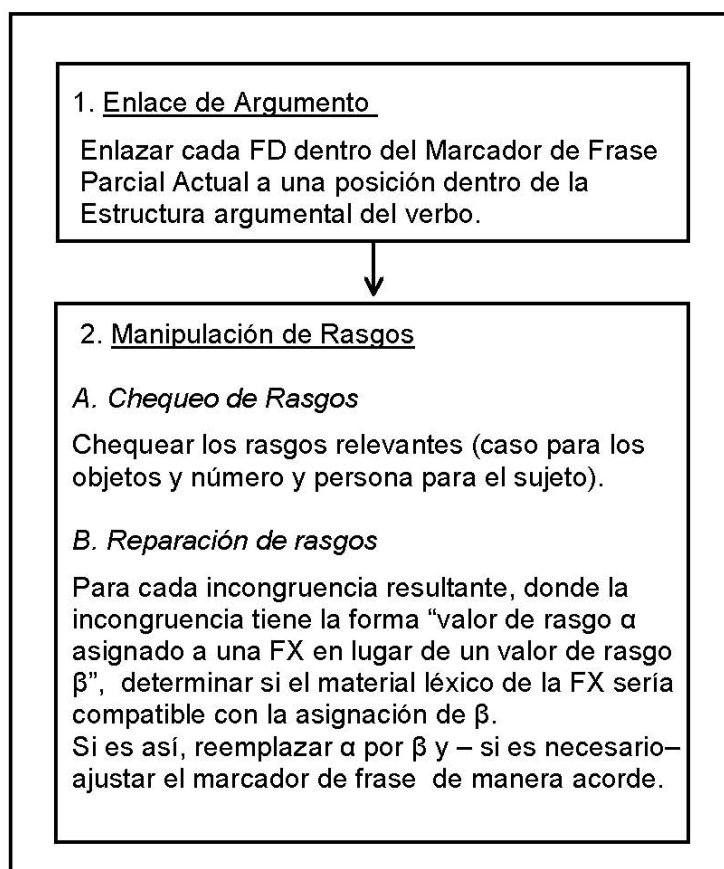 1. Enlace de Argumento
Enlazar cada FD dentro del Marcador de Frase
Parcial Actual a una posición dentro de la
Estructura argumental del verbo.
2. Manipulación de Rasgos
A. Chequeo de Rasgos
Chequear los rasgos relevantes (caso para los
objetos y número y persona para el sujeto).
B. Reparación de rasgos
Para cada incongruencia resultante, donde la
incongruencia tiene la forma “valor de rasgo α
asignado a una FX en lugar de un valor de rasgo
β”, determinar si el material léxico de la FX sería
compatible con la asignación de β.
Si es así, reemplazar α por β y – si es necesario–
ajustar el marcador de frase de manera acorde.